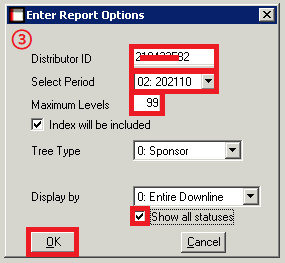 Enter Report Options
③
Distributor ID
Select Period 02: 202110
Maximum Levels 99
Index will be included
Tree Type 0: Sponsor
Display by 0: Entire Downline
Show all statuses
OK Cancel